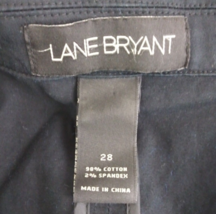 LANE BRYANT
28
98% COTTON
2% SPANDEX
MADE IN CHINA